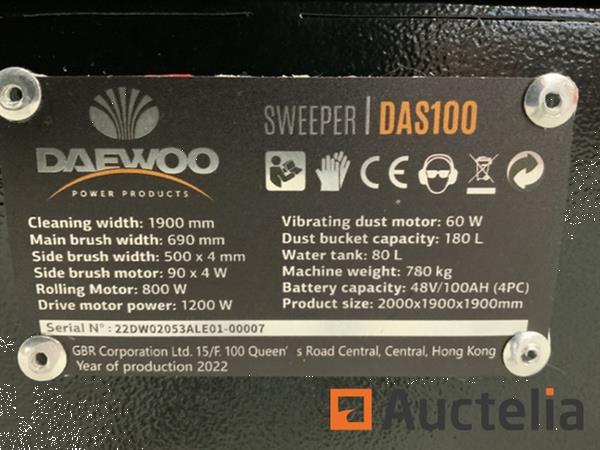 DAEWOO
POWER PRODUCTS
SWEEPER | DAS100
CE
Cleaning width: 1900 mm
Main brush width: 690 mm
Side brush width: 500 x 4 mm
Side brush motor: 90 x 4 W
Rolling Motor: 800 W
Drive motor power: 1200 W
Vibrating dust motor: 60 W
Dust bucket capacity: 180 L
Water tank: 80 L
Machine weight: 780 kg
Battery capacity: 48V/100AH (4PC)
Product size: 2000x1900x1900mm
Serial N° : 22DW02053ALE01-00007
GBR Corporation Ltd. 15/F. 100 Queen' s Road Central, Central, Hong Kong
Year of production 2022
Auctelia